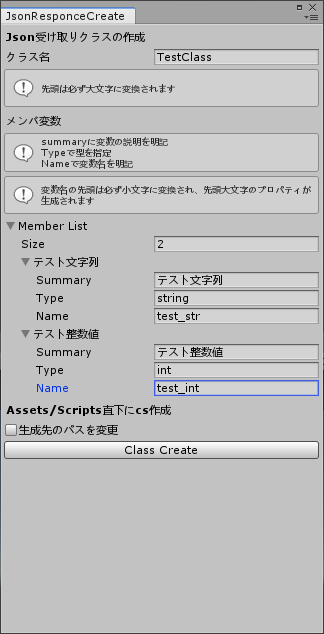 JsonResponceCreate
Json受け取りクラスの作成
クラス名 TestClass
先頭は必ず大文字に変換されます
メンバ変数
summaryに変数の説明を明記
Typeで型を指定
Nameで変数名を明記
変数名の先頭は必ず小文字に変換され、先頭大文字のプロパティが
生成されます
Member List
Size 2
テスト文字列
Summary テスト文字列
Type string
Name test_str
テスト整数値
Summary テスト整数値
Type int
Name test_int
Assets/Scripts直下にcs作成
生成先のパスを変更
Class Create